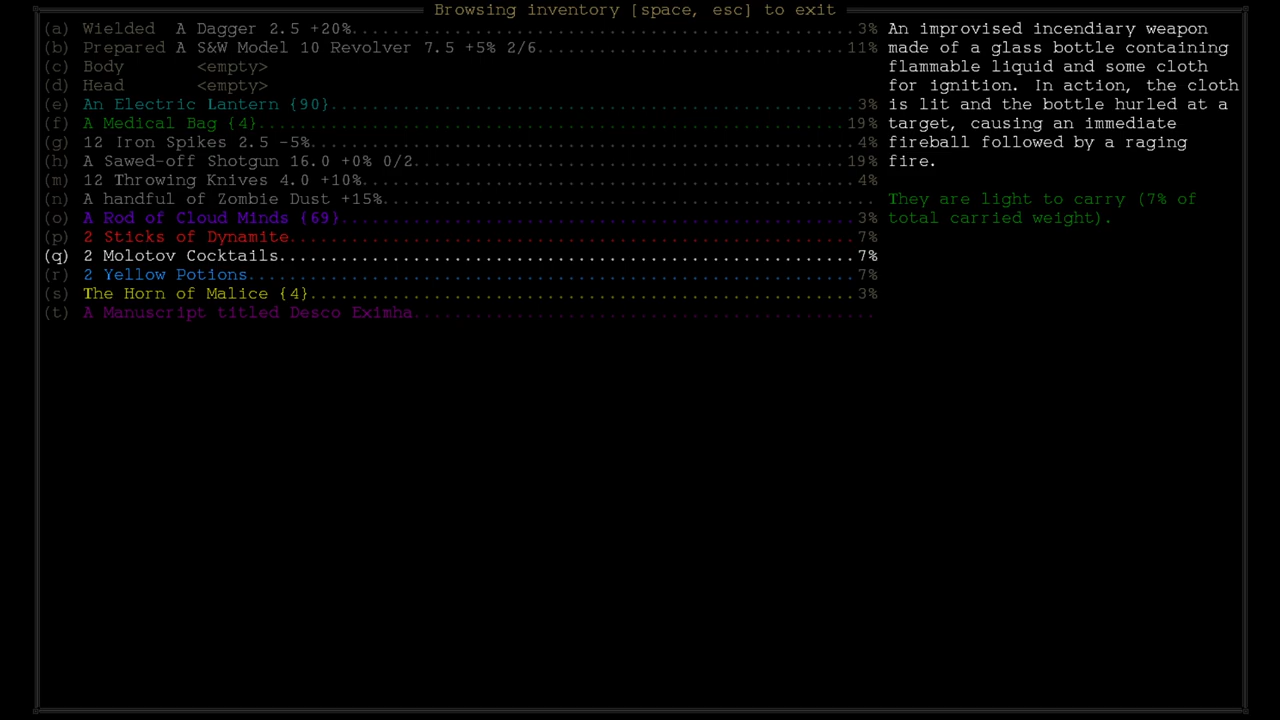 Browsing inventory [space, esc] to exit
(a) Wielded A Dagger 2.5 +20%.................................................. 3%
(b) Prepared A S&W Model 10 Revolver 7.5 +5% 2/6............................... 11%
(c) Body <empty>
(d) Head <empty>
(e) An Electric Lantern {90}................................................... 3%
(f) A Medical Bag {4}.......................................................... 19%
(g) 12 Iron Spikes 2.5 -5%..................................................... 4%
(h) A Sawed-off Shotgun 16.0 +0% 0/2........................................... 19%
(m) 12 Throwing Knives 4.0 +10%................................................ 4%
(n) A handful of Zombie Dust +15%................................................
(o) A Rod of Cloud Minds {69}.................................................. 3%
(p) 2 Sticks of Dynamite....................................................... 7%
(q) 2 Molotov Cocktails........................................................ 7%
(r) 2 Yellow Potions........................................................... 7%
(s) The Horn of Malice {4}..................................................... 3%
(t) A Manuscript titled Desco Eximha.............................................
An improvised incendiary weapon
made of a glass bottle containing
flammable liquid and some cloth
for ignition. In action, the cloth
is lit and the bottle hurled at a
target, causing an immediate
fireball followed by a raging
fire.
They are light to carry (7% of
total carried weight).